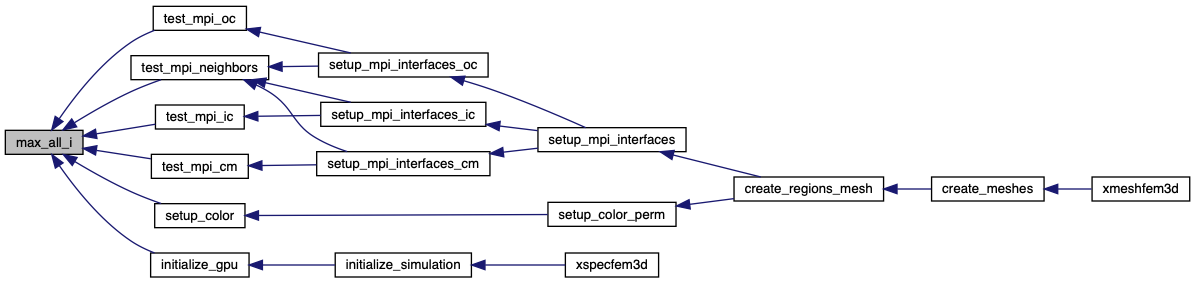 test_mpi_oc
test_mpi_neighbors
setup_mpi_interfaces_oc
test_mpi_ic
setup_mpi_interfaces_ic
max_all_i
setup_mpi_interfaces
test_mpi_cm
setup_mpi_interfaces_cm
create_regions_mesh
create_meshes
xmeshfem3d
setup_color
setup_color_perm
initialize_gpu
initialize_simulation
xspecfem3d